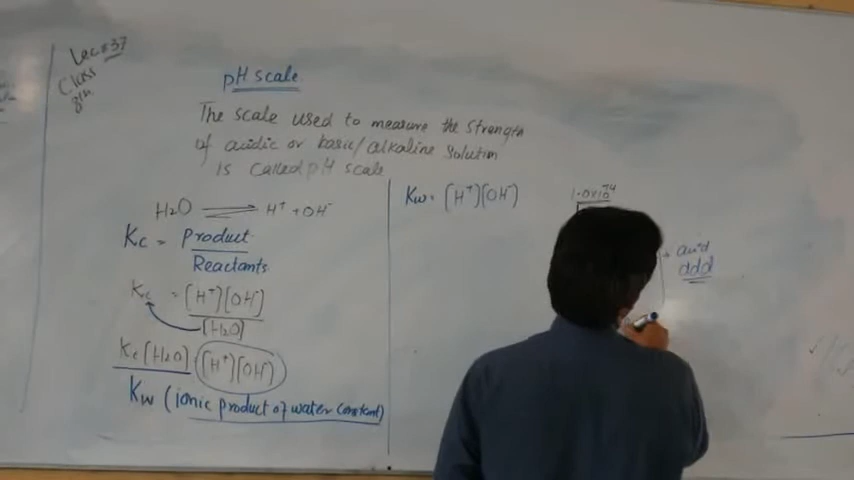 Lec#37
Class
8th
pH scale
The scale used to measure the strength
of acidic or basic/alkaline solution
is called pH scale
H₂O ⇌ H⁺ + OH⁻
Kc = Product
Reactants
Kc = [H⁺][OH⁻]
[H₂O]
Kc[H₂O] [H⁺][OH⁻]
Kw (ionic product of water constant)
Kw = [H⁺][OH⁻]
1.0x10⁻¹⁴
acid
add